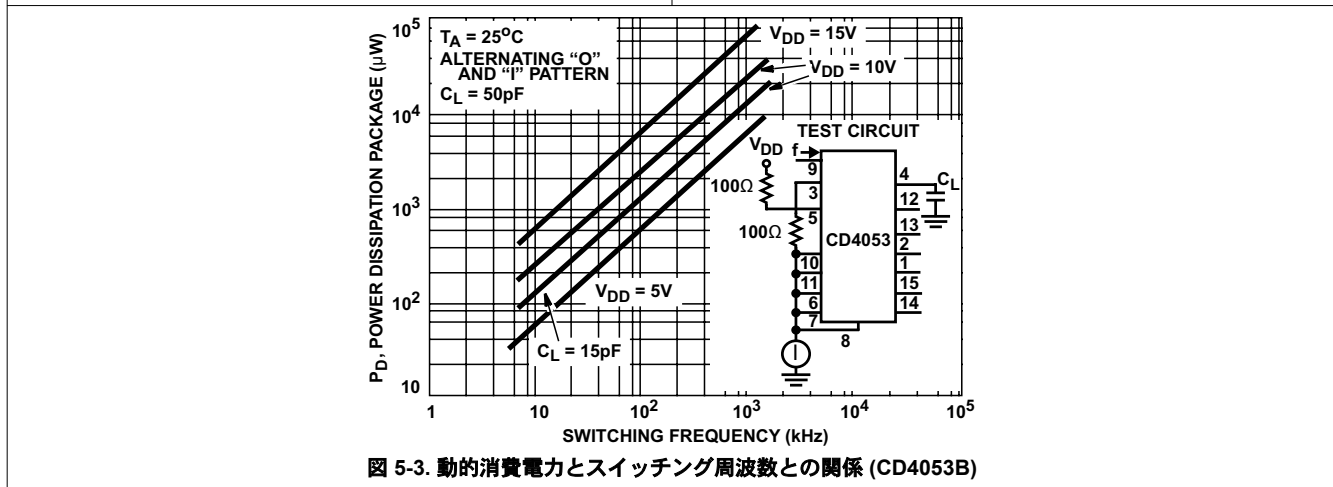 10⁵
10⁴
10³
10²
10
P_D, POWER DISSIPATION PACKAGE (μW)
T_A = 25°C
ALTERNATING “O”
AND “I” PATTERN
C_L = 50pF
V_DD = 15V
V_DD = 10V
V_DD = 5V
C_L = 15pF
TEST CIRCUIT
V_DD
f
100Ω
100Ω
9
3
5
10
11
6
7
8
CD4053
4
12
13
2
1
15
14
C_L
I
1
10
10²
10³
10⁴
10⁵
SWITCHING FREQUENCY (kHz)
図 5-3. 動的消費電力とスイッチング周波数との関係 (CD4053B)